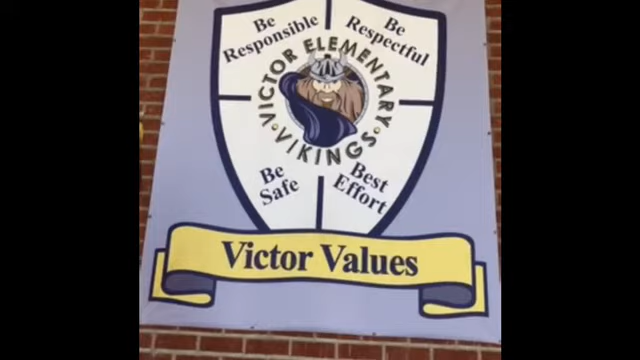 Be
Responsible
Be
Respectful
VICTOR ELEMENTARY
VIKINGS
Be
Safe
Best
Effort
Victor Values